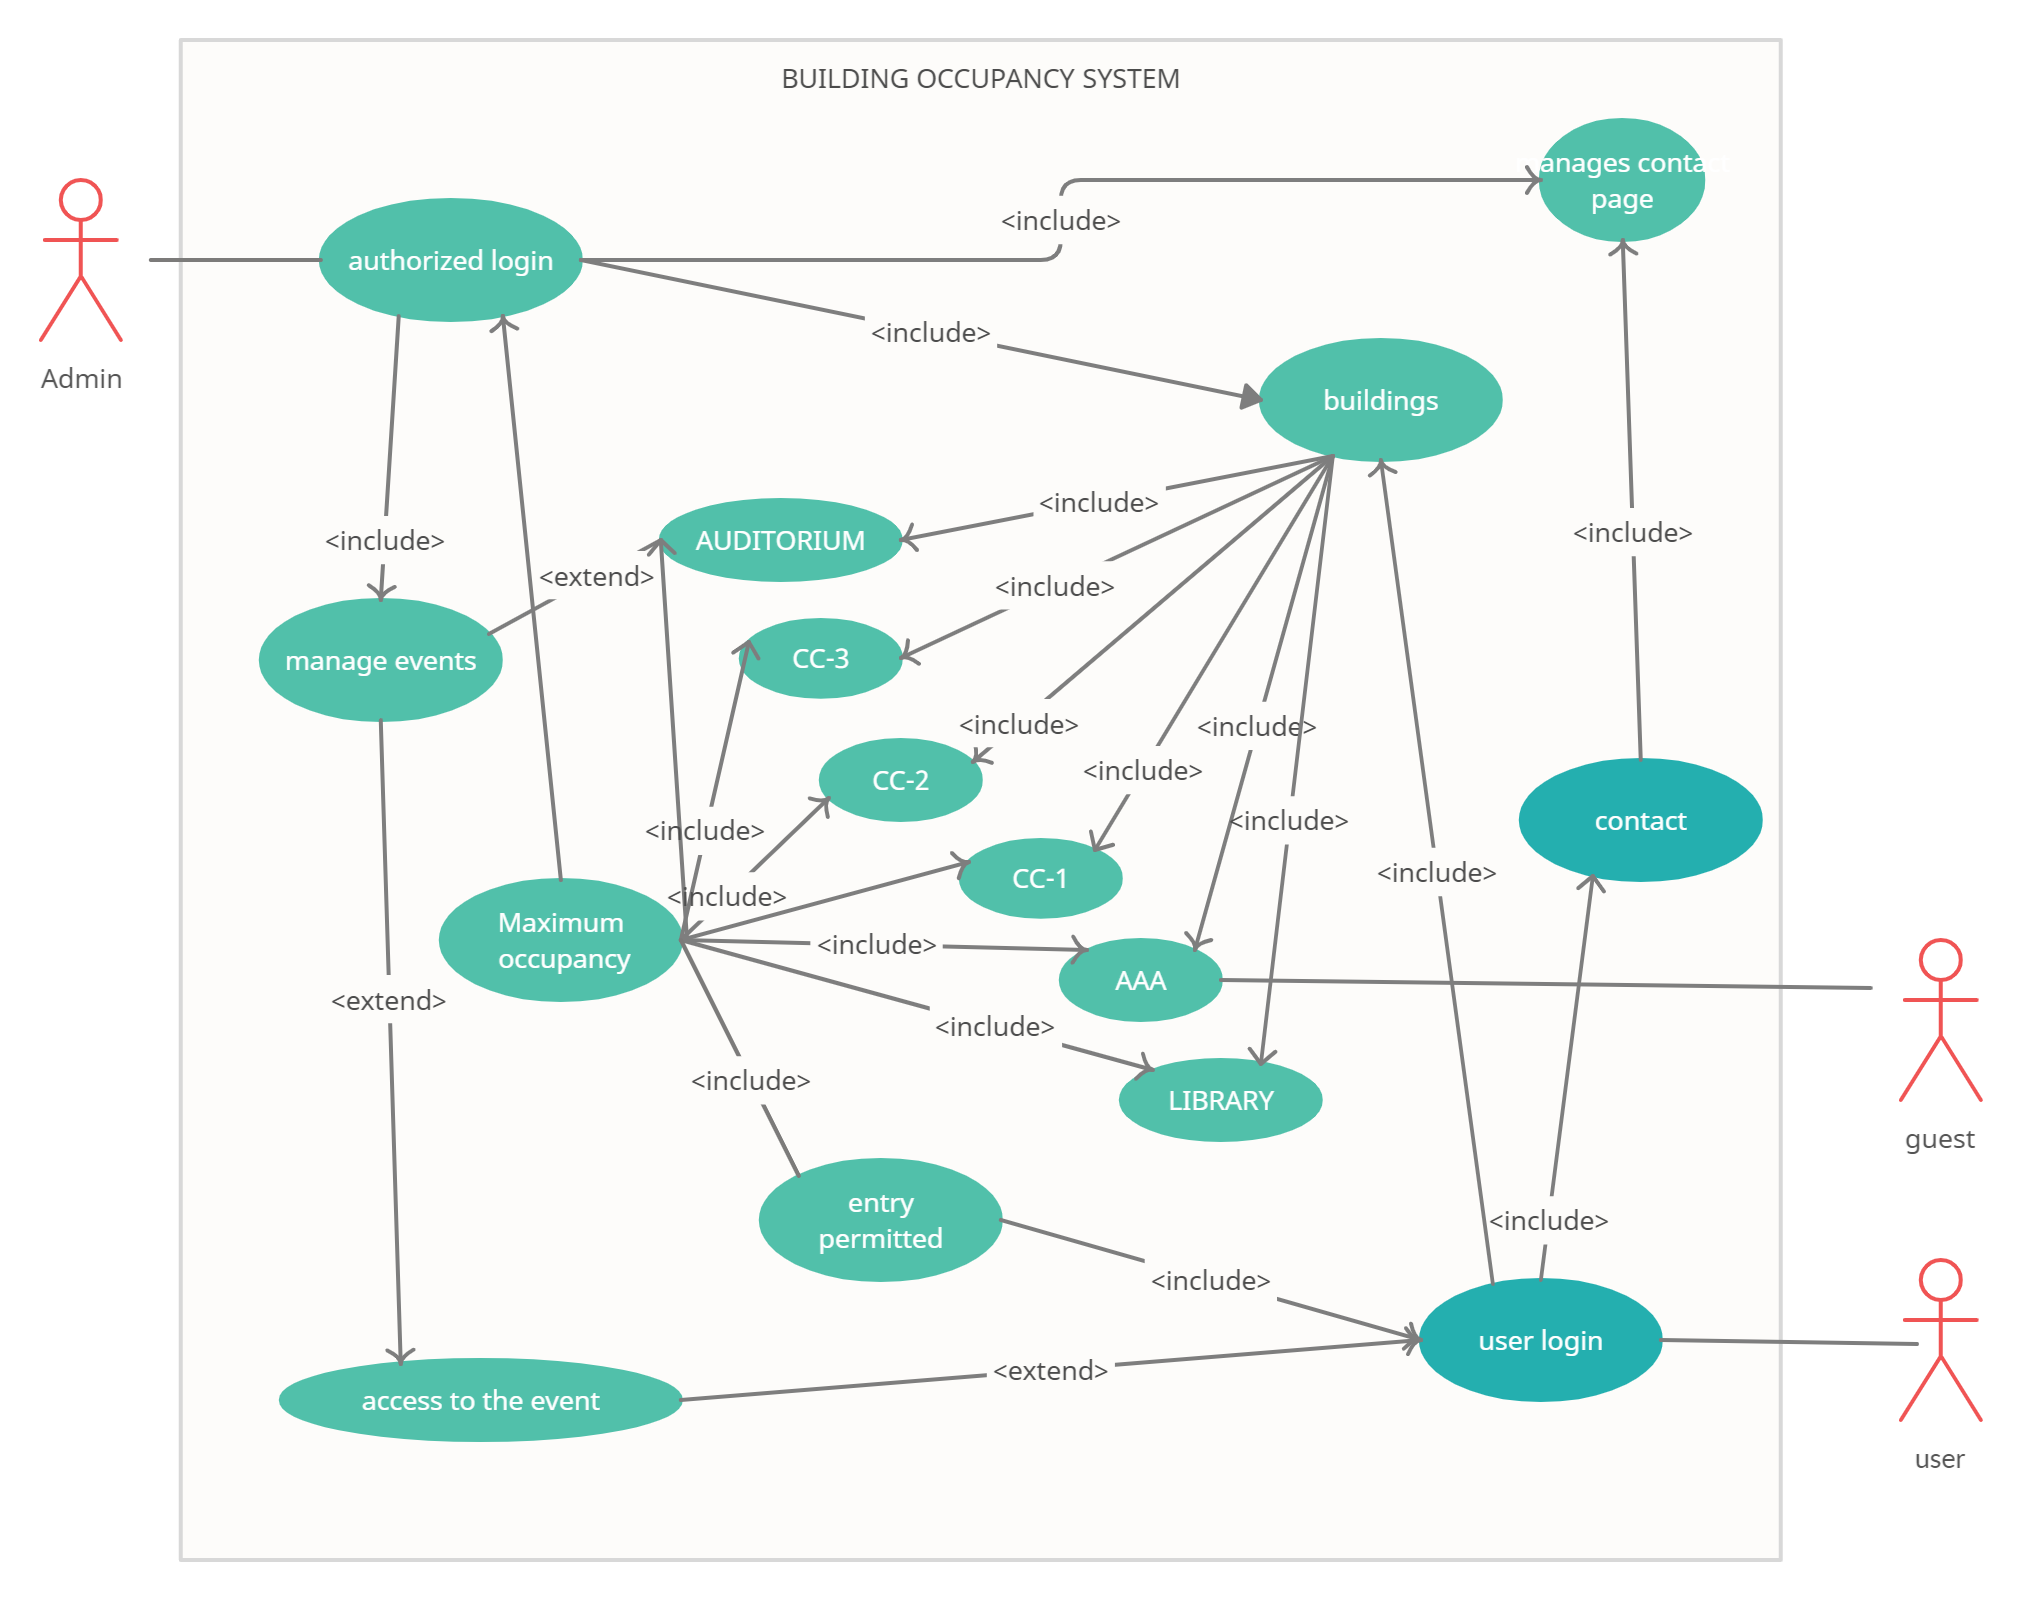 BUILDING OCCUPANCY SYSTEM
anages conta
page
<include>
authorized login
<include>
Admin
buildings
<include>
<include>
<include>
AUDITORIUM
<extend>
<include>
manage events
CC-3
<include>
<include>
<include>
CC-2
<include>
<include>
contact
<include>
CC-1
<include>
<include>
Maximum
occupancy
<include>
AAA
<extend>
<include>
<include>
LIBRARY
guest
entry
permitted
<include>
<include>
user login
<extend>
access to the event
user